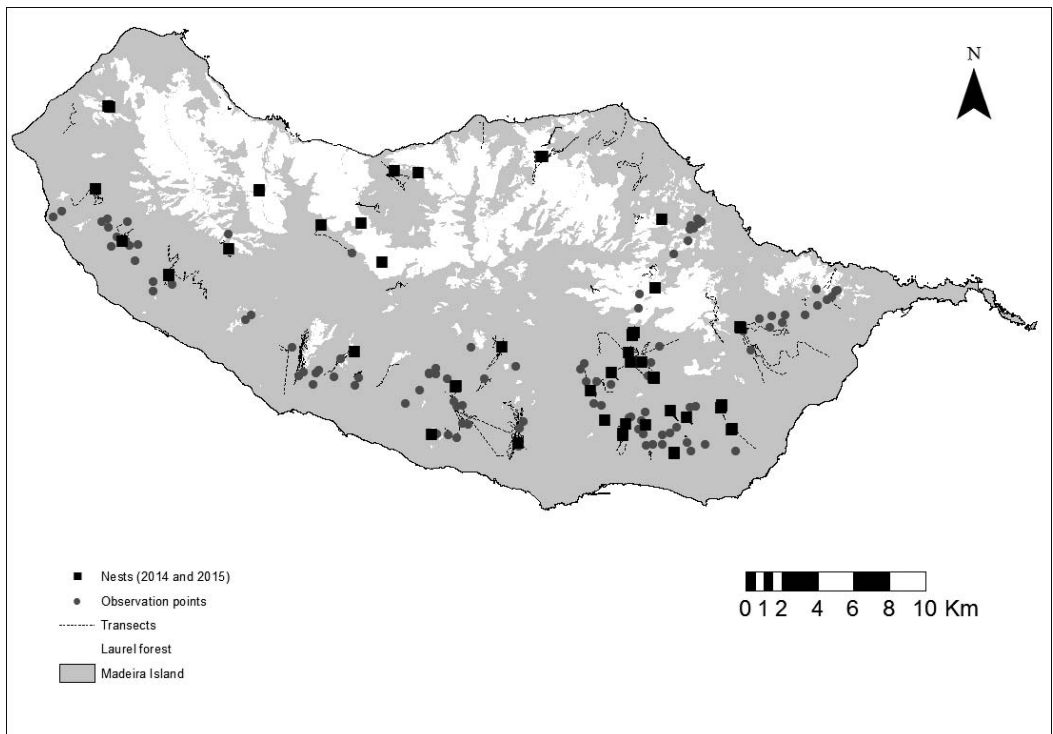 N
Nests (2014 and 2015)
Observation points
Transects
Laurel forest
Madeira Island
0 1 2 4 6 8 10 Km